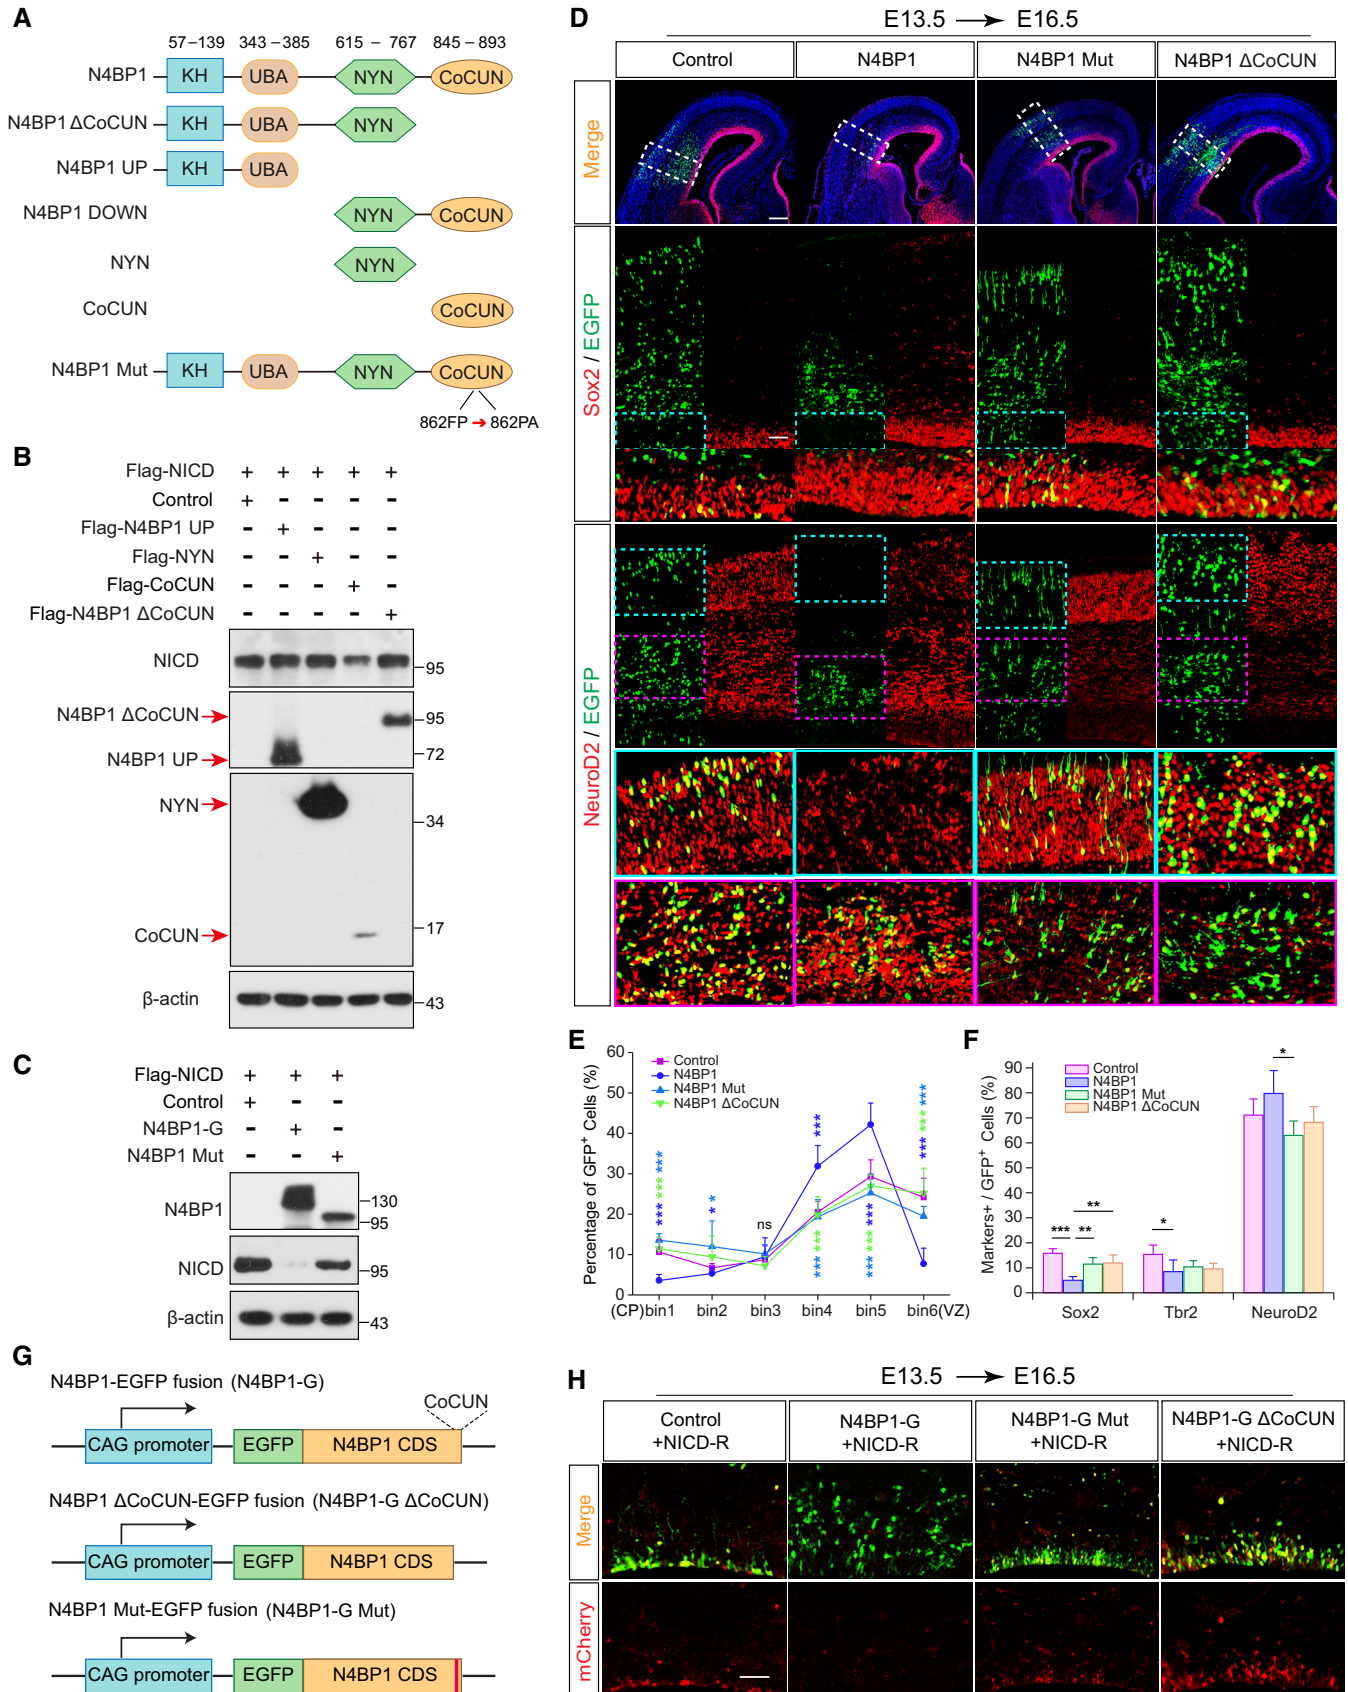 A
57–139 343–385 615 – 767 845–893
N4BP1 KH UBA NYN CoCUN
N4BP1 ΔCoCUN KH UBA NYN
N4BP1 UP KH UBA
N4BP1 DOWN NYN CoCUN
NYN NYN
CoCUN CoCUN
N4BP1 Mut KH UBA NYN CoCUN
862FP → 862PA
B
Flag-NICD + + + + +
Control + - - - -
Flag-N4BP1 UP - + - - -
Flag-NYN - - + - -
Flag-CoCUN - - - + -
Flag-N4BP1 ΔCoCUN - - - - +
NICD 95
N4BP1 ΔCoCUN 95
N4BP1 UP 72
NYN 34
CoCUN 17
β-actin 43
C
Flag-NICD + + +
Control + - -
N4BP1-G - + -
N4BP1 Mut - - +
N4BP1 130
95
NICD 95
β-actin 43
D
E13.5 → E16.5
Control N4BP1 N4BP1 Mut N4BP1 ΔCoCUN
Merge
Sox2 / EGFP
NeuroD2 / EGFP
E
Percentage of GFP+ Cells (%)
60
50
40
30
20
10
0
Control
N4BP1
N4BP1 Mut
N4BP1 ΔCoCUN
*** *** ***
* *
ns
***
*** ***
*** *** ***
*** *** ***
(CP)bin1 bin2 bin3 bin4 bin5 bin6(VZ)
F
Markers+ / GFP+ Cells (%)
90
80
70
60
50
40
30
20
10
0
Control
N4BP1
N4BP1 Mut
N4BP1 ΔCoCUN
*** ** **
*
*
Sox2 Tbr2 NeuroD2
G
N4BP1-EGFP fusion (N4BP1-G)
CoCUN
CAG promoter EGFP N4BP1 CDS
N4BP1 ΔCoCUN-EGFP fusion (N4BP1-G ΔCoCUN)
CAG promoter EGFP N4BP1 CDS
N4BP1 Mut-EGFP fusion (N4BP1-G Mut)
CAG promoter EGFP N4BP1 CDS
H
E13.5 → E16.5
Control +NICD-R
N4BP1-G +NICD-R
N4BP1-G Mut +NICD-R
N4BP1-G ΔCoCUN +NICD-R
Merge
mCherry